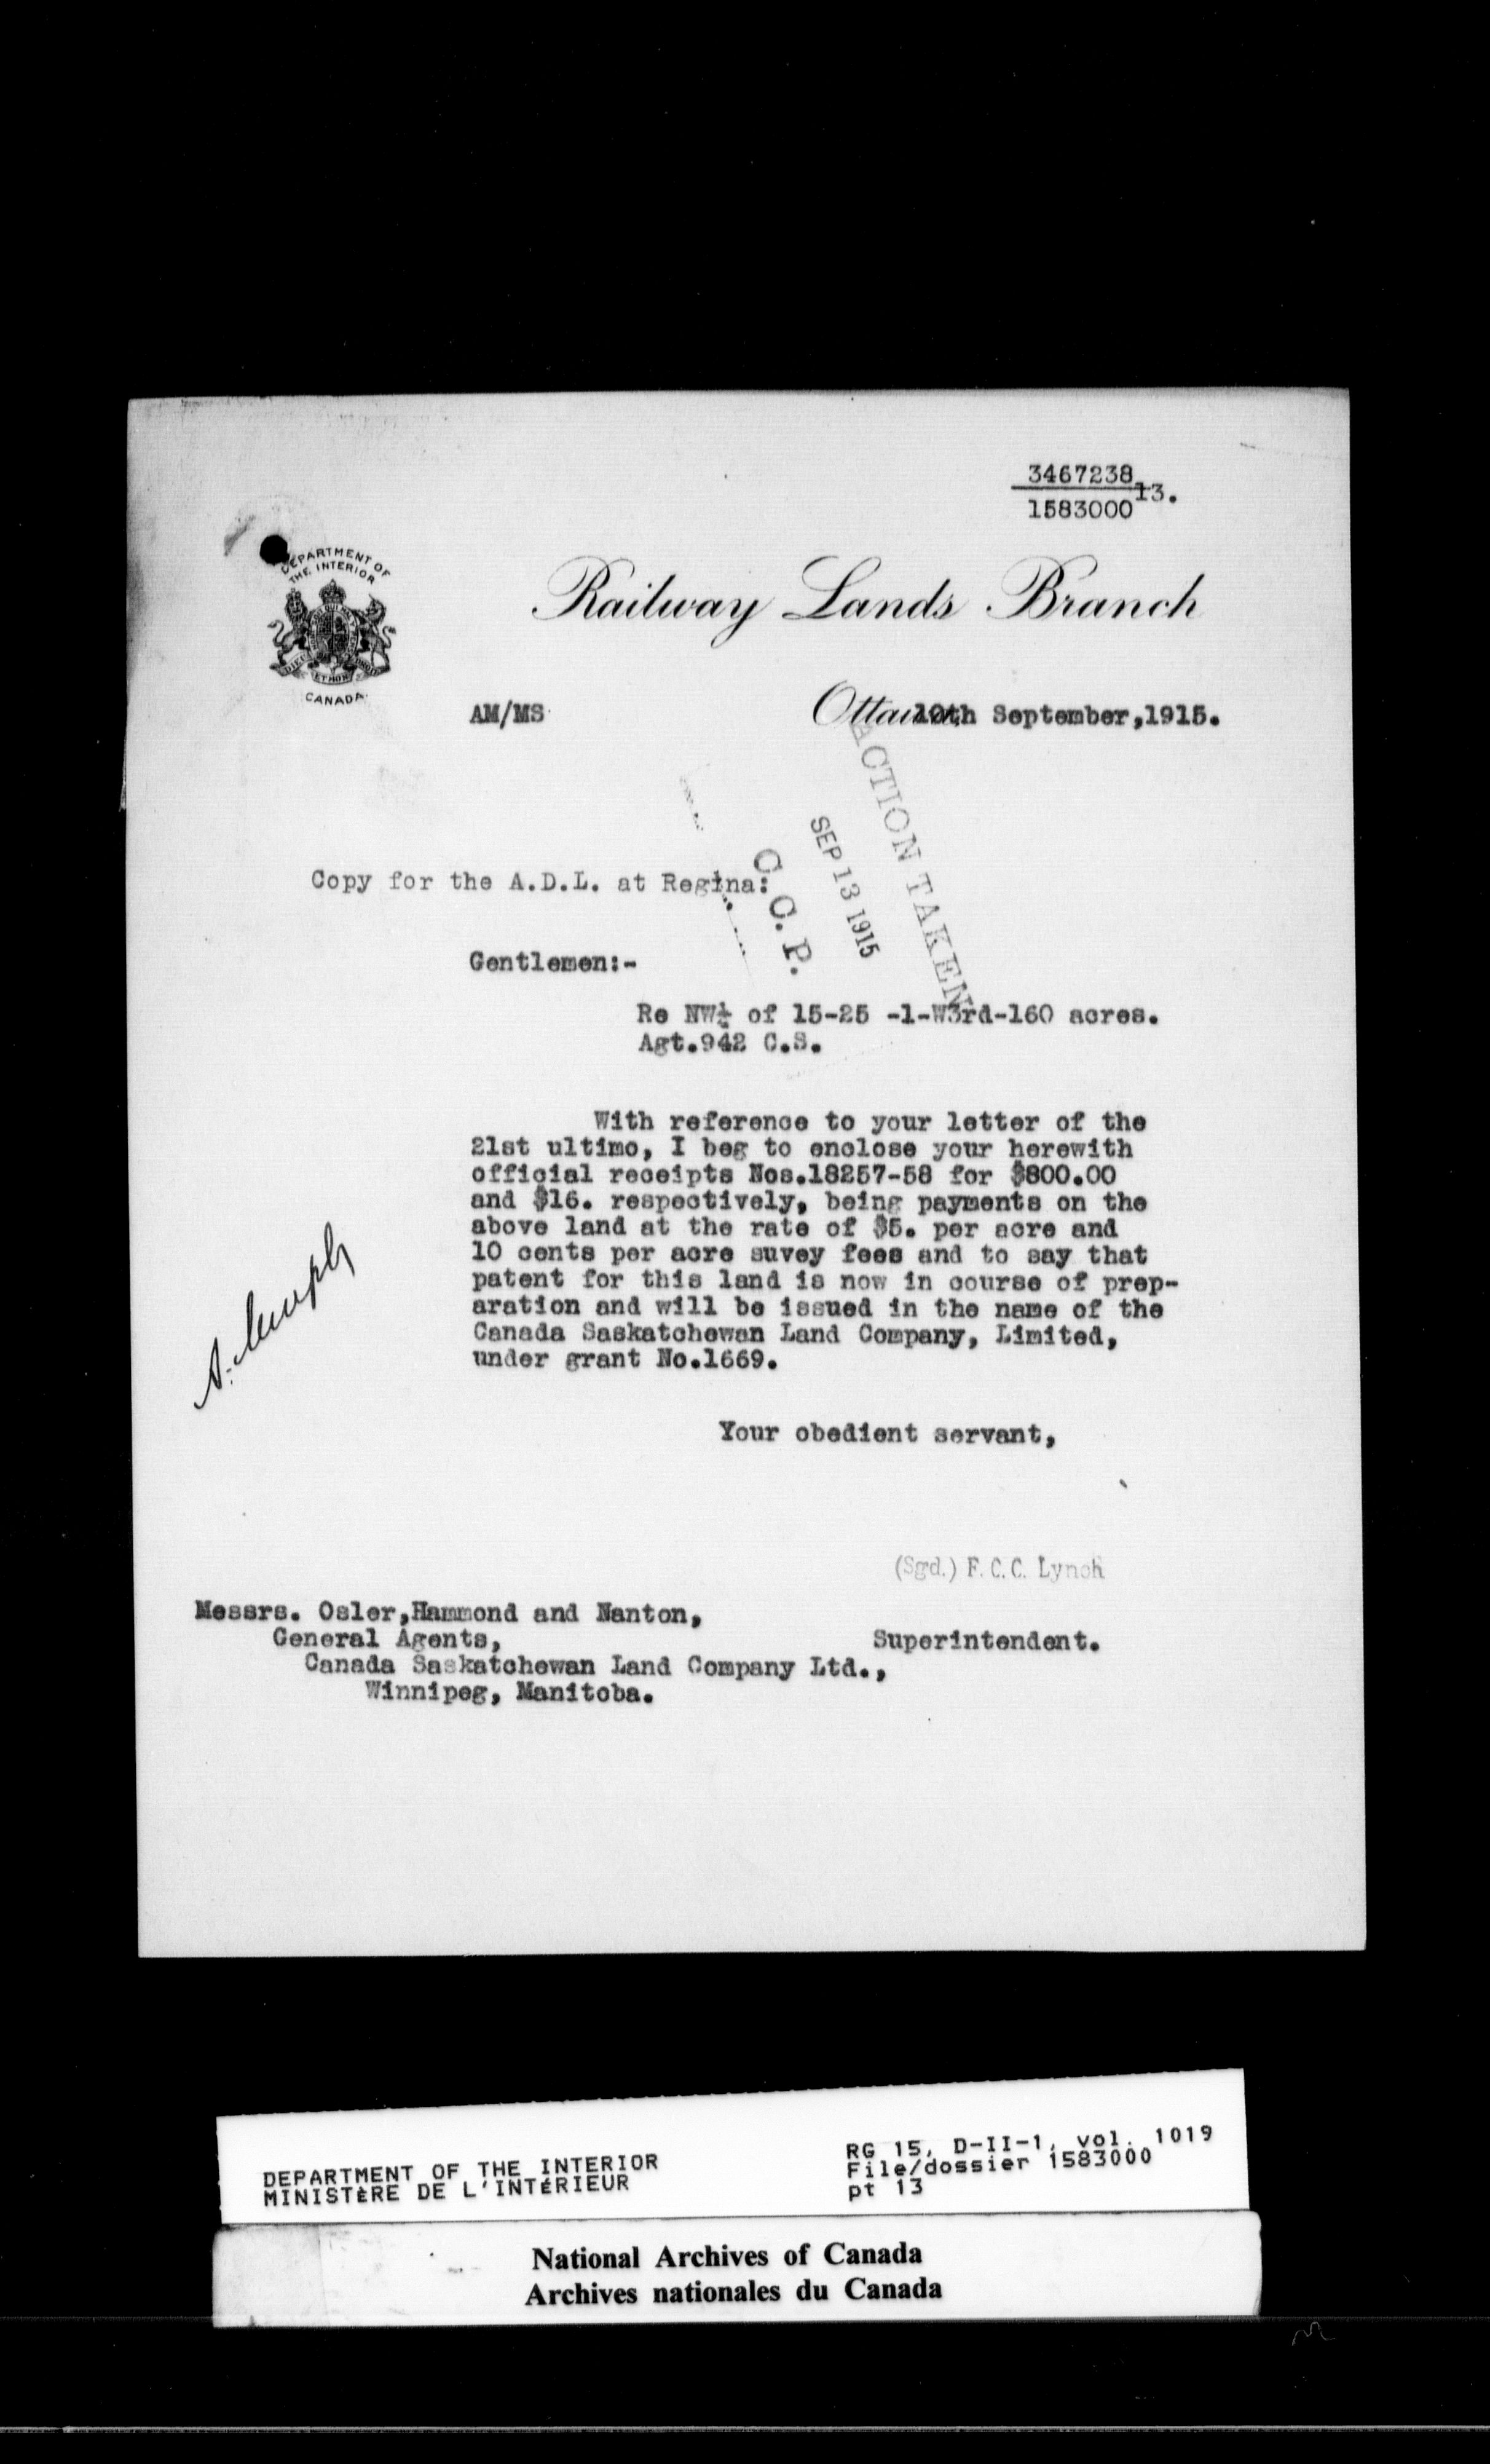 3467238 13.
1583000
DEPARTMENT OF
THE INTERIOR
CANADA
Railway Lands Branch
AM/MS
Ottawa 10th September,1915.
ACTION TAKEN
SEP 13 1915
C. C. P.
Copy for the A.D.L. at Regina:
Gentlemen:-
Re NW¼ of 15-25 -1-W3rd-160 acres.
Agt.942 C.S.
With reference to your letter of the
21st ultimo, I beg to enclose your herewith
official receipts Nos.18257-58 for $800.00
and $16. respectively, being payments on the
above land at the rate of $5. per acre and
10 cents per acre suvey fees and to say that
patent for this land is now in course of prep-
aration and will be issued in the name of the
Canada Saskatchewan Land Company, Limited,
under grant No.1669.
Your obedient servant,
(Sgd.) F. C. C. Lynch
Superintendent.
Messrs. Osler,Hammond and Nanton,
General Agents,
Canada Saskatchewan Land Company Ltd.,
Winnipeg, Manitoba.
DEPARTMENT OF THE INTERIOR
MINISTÈRE DE L'INTÉRIEUR
RG 15, D-II-1, vol. 1019
File/dossier 1583000
pt 13
National Archives of Canada
Archives nationales du Canada